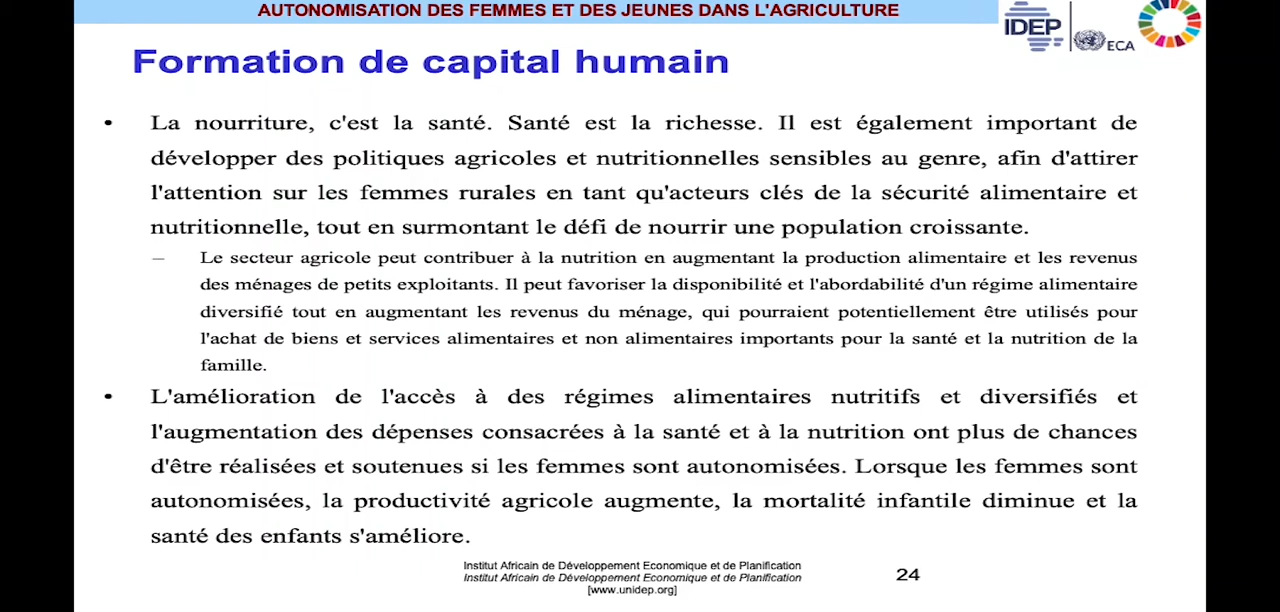 AUTONOMISATION DES FEMMES ET DES JEUNES DANS L'AGRICULTURE
IDEP
ECA
Formation de capital humain
• La nourriture, c'est la santé. Santé est la richesse. Il est également important de
développer des politiques agricoles et nutritionnelles sensibles au genre, afin d'attirer
l'attention sur les femmes rurales en tant qu'acteurs clés de la sécurité alimentaire et
nutritionnelle, tout en surmontant le défi de nourrir une population croissante.
– Le secteur agricole peut contribuer à la nutrition en augmentant la production alimentaire et les revenus
des ménages de petits exploitants. Il peut favoriser la disponibilité et l'abordabilité d'un régime alimentaire
diversifié tout en augmentant les revenus du ménage, qui pourraient potentiellement être utilisés pour
l'achat de biens et services alimentaires et non alimentaires importants pour la santé et la nutrition de la
famille.
• L'amélioration de l'accès à des régimes alimentaires nutritifs et diversifiés et
l'augmentation des dépenses consacrées à la santé et à la nutrition ont plus de chances
d'être réalisées et soutenues si les femmes sont autonomisées. Lorsque les femmes sont
autonomisées, la productivité agricole augmente, la mortalité infantile diminue et la
santé des enfants s'améliore.
Institut Africain de Développement Economique et de Planification
Institut Africain de Développement Economique et de Planification
[www.unidep.org]
24